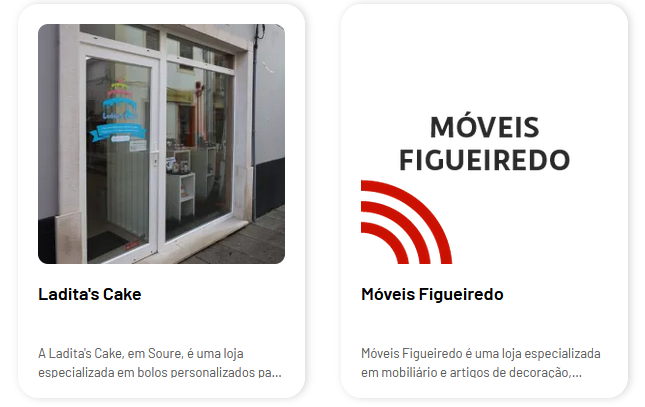 MÓVEIS
FIGUEIREDO
Ladita's Cake
Móveis Figueiredo
A Ladita's Cake, em Soure, é uma loja
especializada em bolos personalizados pa...
Móveis Figueiredo é uma loja especializada
em mobiliário e artigos de decoração,...